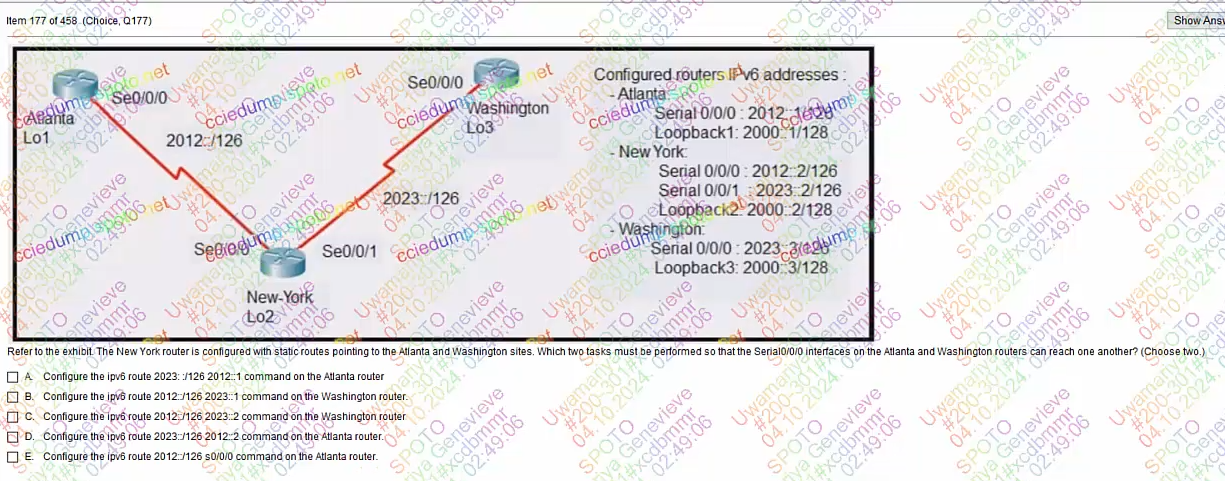 Item 177 of 458 (Choice, Q177)
Show Answ
Se0/0/0
Atlanta
Lo1
2012::/126
Se0/0/0
Washington
Lo3
2023::/126
Se0/0/0
Se0/0/1
New-York
Lo2
Configured routers IPv6 addresses :
- Atlanta
Serial 0/0/0 : 2012::1/126
Loopback1: 2000::1/128
- New York:
Serial 0/0/0 : 2012::2/126
Serial 0/0/1 : 2023::2/126
Loopback2: 2000::2/128
- Washington:
Serial 0/0/0 : 2023::3/126
Loopback3: 2000::3/128
Refer to the exhibit. The New York router is configured with static routes pointing to the Atlanta and Washington sites. Which two tasks must be performed so that the Serial0/0/0 interfaces on the Atlanta and Washington routers can reach one another? (Choose two.)
A. Configure the ipv6 route 2023: :/126 2012::1 command on the Atlanta router
B. Configure the ipv6 route 2012::/126 2023::1 command on the Washington router.
C. Configure the ipv6 route 2012::/126 2023::2 command on the Washington router
D. Configure the ipv6 route 2023::/126 2012::2 command on the Atlanta router.
E. Configure the ipv6 route 2012::/126 s0/0/0 command on the Atlanta router.